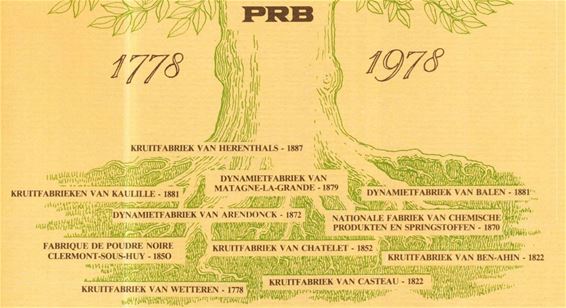 PRB
1778
1978
KRUITFABRIEK VAN HERENTHALS - 1887
DYNAMIETFABRIEK VAN
MATAGNE-LA-GRANDE - 1879
KRUITFABRIEKEN VAN KAULILLE - 1881
DYNAMIETFABRIEK VAN BALEN - 1881
DYNAMIETFABRIEK VAN ARENDONCK - 1872
NATIONALE FABRIEK VAN CHEMISCHE
PRODUKTEN EN SPRINGSTOFFEN - 1870
FABRIQUE DE POUDRE NOIRE
CLERMONT-SOUS-HUY - 1850
KRUITFABRIEK VAN CHATELET - 1852
KRUITFABRIEK VAN BEN-AHIN - 1822
KRUITFABRIEK VAN WETTEREN - 1778
KRUITFABRIEK VAN CASTEAU - 1822